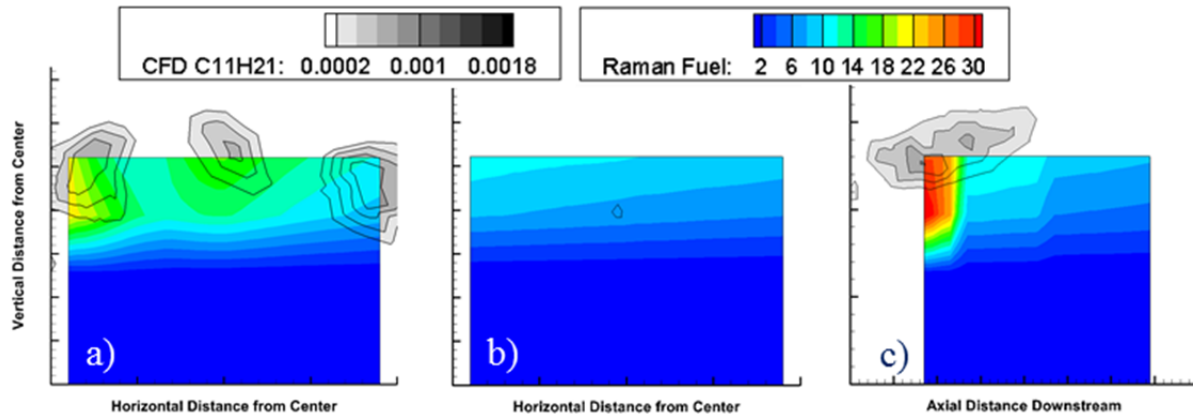 CFD C11H21: 0.0002 0.001 0.0018
Raman Fuel: 2 6 10 14 18 22 26 30
Vertical Distance from Center
a)
b)
c)
Horizontal Distance from Center
Horizontal Distance from Center
Axial Distance Downstream